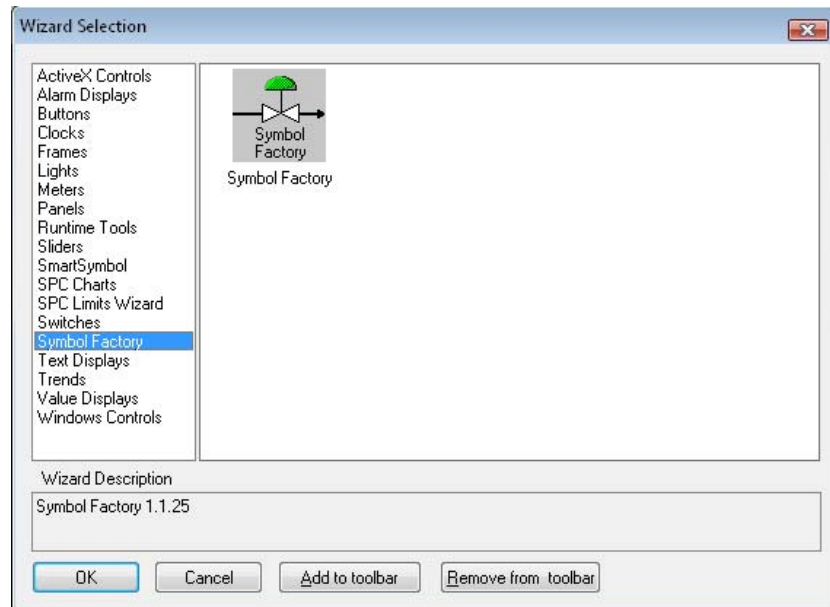 Wizard Selection
ActiveX Controls
Alarm Displays
Buttons
Clocks
Frames
Lights
Meters
Panels
Runtime Tools
Sliders
SmartSymbol
SPC Charts
SPC Limits Wizard
Switches
Symbol Factory
Text Displays
Trends
Value Displays
Windows Controls
Symbol
Factory
Symbol Factory
Wizard Description
Symbol Factory 1.1.25
OK Cancel Add to toolbar Remove from toolbar